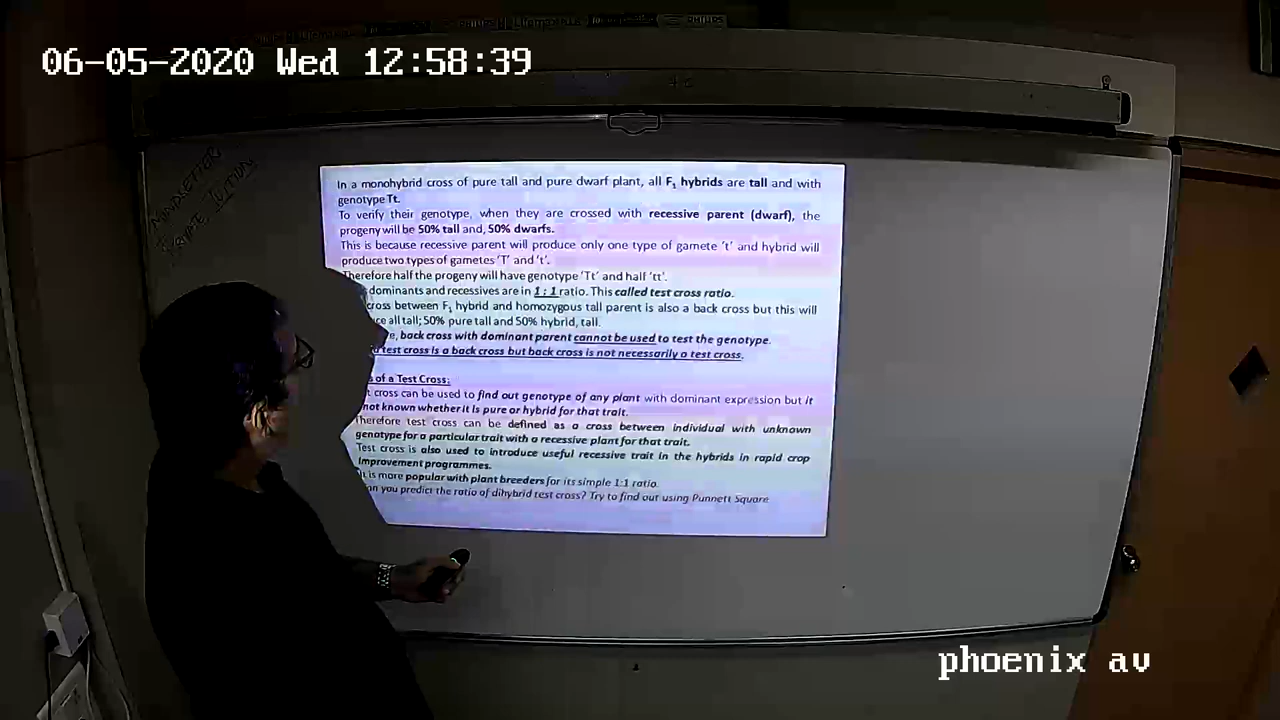 PHILIPS
06-05-2020 Wed 12:58:39
MINDSETTER
PRIVATE TUITION
In a monohybrid cross of pure tall and pure dwarf plant, all F₁ hybrids are tall and with
genotype Tt.
To verify their genotype, when they are crossed with recessive parent (dwarf), the
progeny will be 50% tall and, 50% dwarfs.
This is because recessive parent will produce only one type of gamete 't' and hybrid will
produce two types of gametes 'T' and 't'.
Therefore half the progeny will have genotype 'Tt' and half 'tt'.
dominants and recessives are in 1 : 1 ratio. This called test cross ratio.
cross between F₁ hybrid and homozygous tall parent is also a back cross but this will
ce all tall; 50% pure tall and 50% hybrid, tall.
e, back cross with dominant parent cannot be used to test the genotype.
test cross is a back cross but back cross is not necessarily a test cross.
s of a Test Cross:
t cross can be used to find out genotype of any plant with dominant expression but it
not known whether it is pure or hybrid for that trait.
Therefore test cross can be defined as a cross between individual with unknown
genotype for a particular trait with a recessive plant for that trait.
Test cross is also used to introduce useful recessive trait in the hybrids in rapid crop
improvement programmes.
It is more popular with plant breeders for its simple 1:1 ratio.
an you predict the ratio of dihybrid test cross? Try to find out using Punnett Square
phoenix av